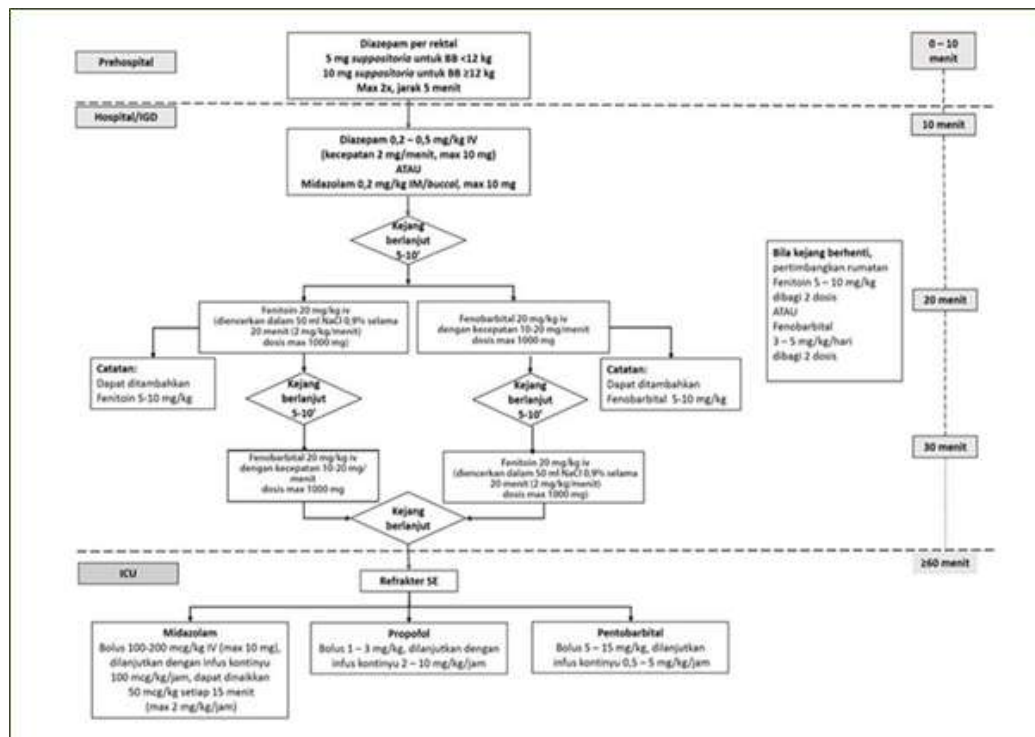 Prehospital
Diazepam per rektal
5 mg suppositoria untuk BB <12 kg
10 mg suppositoria untuk BB ≥12 kg
Max 2x, jarak 5 menit
0 – 10
menit
Hospital/IGD
10 menit
Diazepam 0,2 – 0,5 mg/kg IV
(kecepatan 2 mg/menit, max 10 mg)
ATAU
Midazolam 0,2 mg/kg IM/buccal, max 10 mg
Kejang
berlanjut
5-10'
Bila kejang berhenti,
pertimbangkan rumatan
Fenitoin 5 – 10 mg/kg
dibagi 2 dosis
ATAU
Fenobarbital
3 – 5 mg/kg/hari
dibagi 2 dosis
20 menit
Fenitoin 20 mg/kg iv
(diencerkan dalam 50 ml NaCl 0,9% selama
20 menit (2 mg/kg/menit)
dosis max 1000 mg)
Fenobarbital 20 mg/kg iv
dengan kecepatan 10-20 mg/menit
dosis max 1000 mg
Catatan:
Dapat ditambahkan
Fenitoin 5-10 mg/kg
Kejang
berlanjut
5-10'
Kejang
berlanjut
5-10'
Catatan:
Dapat ditambahkan
Fenobarbital 5-10 mg/kg
30 menit
Fenobarbital 20 mg/kg iv
dengan kecepatan 10-20 mg/
menit
dosis max 1000 mg
Fenitoin 20 mg/kg iv
(diencerkan dalam 50 ml NaCl 0,9% selama
20 menit (2 mg/kg/menit)
dosis max 1000 mg)
Kejang
berlanjut
≥60 menit
ICU
Refrakter SE
Midazolam
Bolus 100-200 mcg/kg IV (max 10 mg),
dilanjutkan dengan infus kontinyu
100 mcg/kg/jam, dapat dinaikkan
50 mcg/kg setiap 15 menit
(max 2 mg/kg/jam)
Propofol
Bolus 1 – 3 mg/kg, dilanjutkan dengan
infus kontinyu 2 – 10 mg/kg/jam
Pentobarbital
Bolus 5 – 15 mg/kg, dilanjutkan
infus kontinyu 0,5 – 5 mg/kg/jam